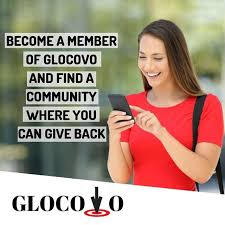 BECOME A MEMBER
OF GLOCOVO
AND FIND A
COMMUNITY
WHERE YOU
CAN GIVE BACK
GLOCOVO